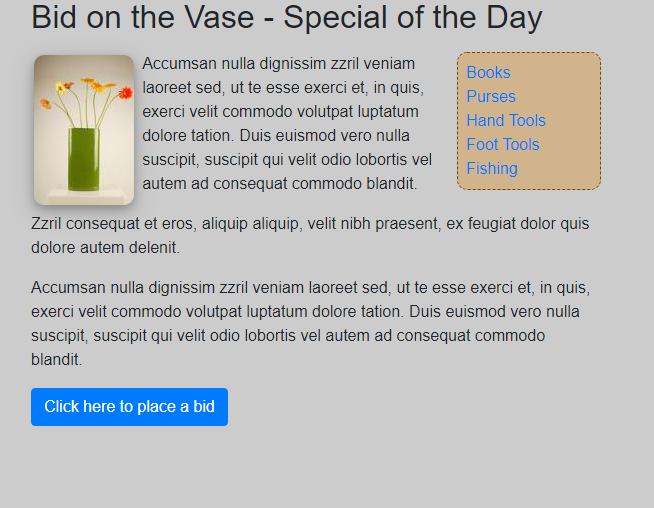 Bid on the Vase - Special of the Day
Accumsan nulla dignissim zzril veniam
laoreet sed, ut te esse exerci et, in quis,
exerci velit commodo volutpat luptatum
dolore tation. Duis euismod vero nulla
suscipit, suscipit qui velit odio lobortis vel
autem ad consequat commodo blandit.
Books
Purses
Hand Tools
Foot Tools
Fishing
Zzril consequat et eros, aliquip aliquip, velit nibh praesent, ex feugiat dolor quis
dolore autem delenit.
Accumsan nulla dignissim zzril veniam laoreet sed, ut te esse exerci et, in quis,
exerci velit commodo volutpat luptatum dolore tation. Duis euismod vero nulla
suscipit, suscipit qui velit odio lobortis vel autem ad consequat commodo
blandit.
Click here to place a bid